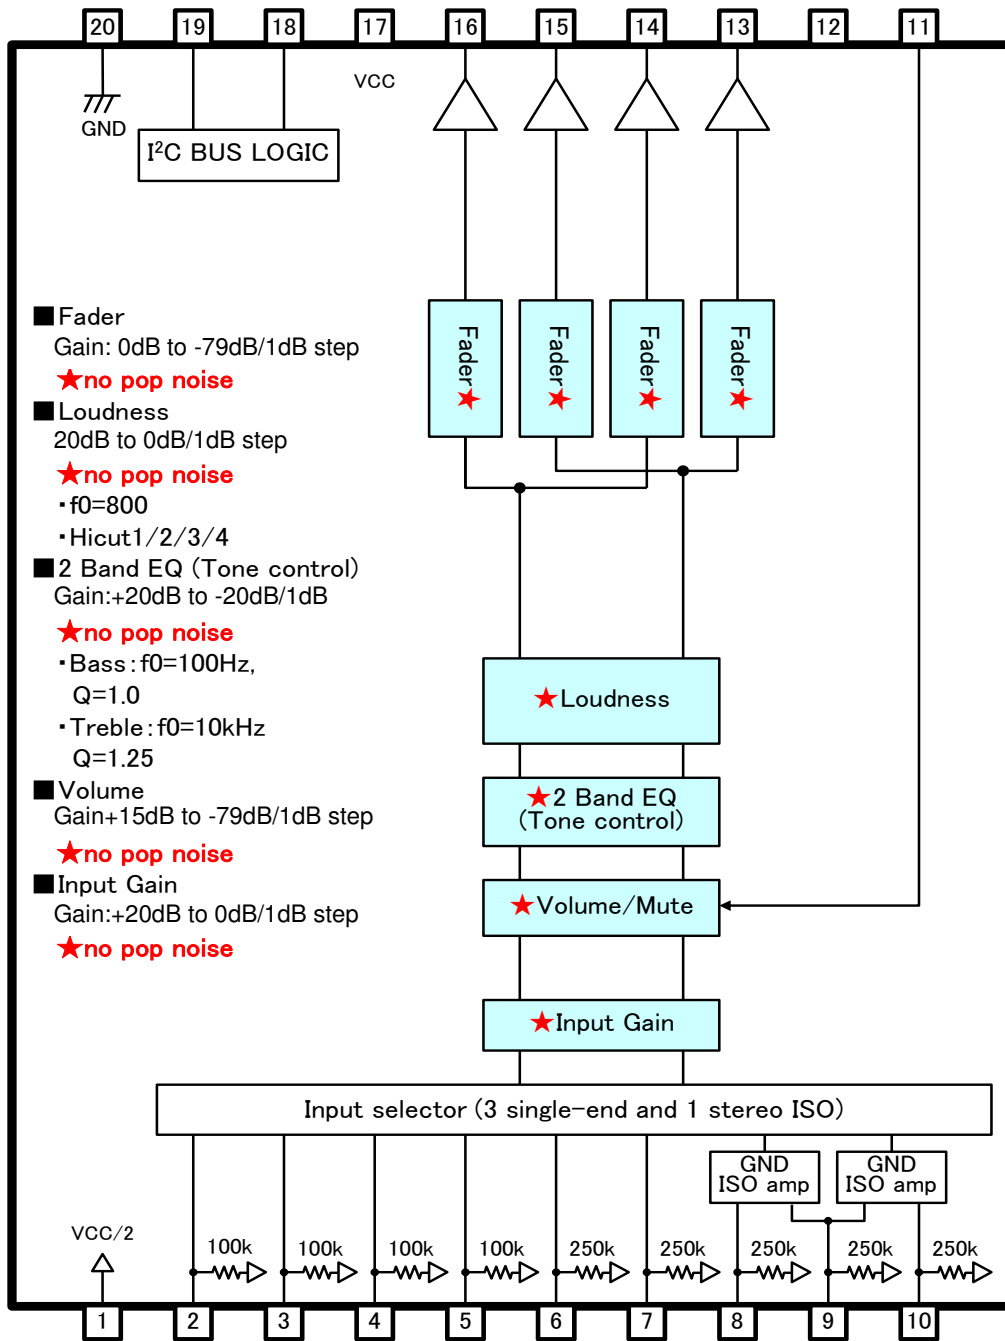 20 19 18 17 16 15 14 13 12 11
VCC
GND
I²C BUS LOGIC
■Fader
Gain: 0dB to -79dB/1dB step
★no pop noise
■Loudness
20dB to 0dB/1dB step
★no pop noise
・f0=800
・Hicut1/2/3/4
■2 Band EQ (Tone control)
Gain:+20dB to -20dB/1dB
★no pop noise
・Bass:f0=100Hz,
Q=1.0
・Treble:f0=10kHz
Q=1.25
■Volume
Gain+15dB to -79dB/1dB step
★no pop noise
■Input Gain
Gain:+20dB to 0dB/1dB step
★no pop noise
Fader★
Fader★
Fader★
Fader★
★Loudness
★2 Band EQ
(Tone control)
★Volume/Mute
★Input Gain
Input selector (3 single-end and 1 stereo ISO)
GND
ISO amp
GND
ISO amp
VCC/2
100k 100k 100k 100k 250k 250k 250k 250k 250k
1 2 3 4 5 6 7 8 9 10